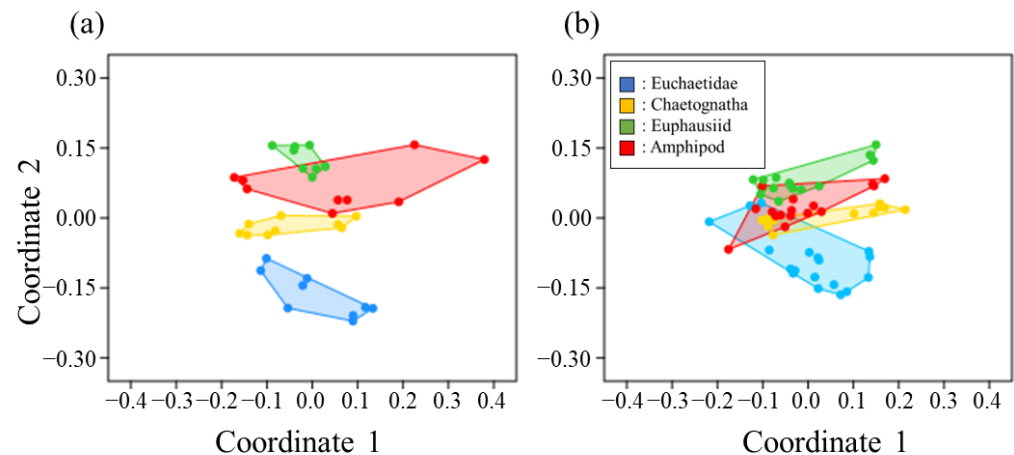 (a)
(b)
Coordinate 2
0.30
0.15
0.00
−0.15
−0.30
−0.4 −0.3 −0.2 −0.1 0.0 0.1 0.2 0.3 0.4
Coordinate 1
0.30
0.15
0.00
−0.15
−0.30
: Euchaetidae
: Chaetognatha
: Euphausiid
: Amphipod
−0.4 −0.3 −0.2 −0.1 0.0 0.1 0.2 0.3 0.4
Coordinate 1